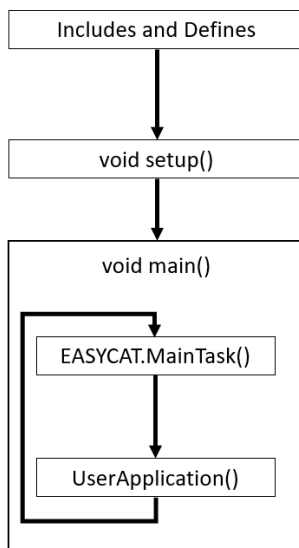 Includes and Defines
void setup()
void main()
EASYCAT.MainTask()
UserApplication()